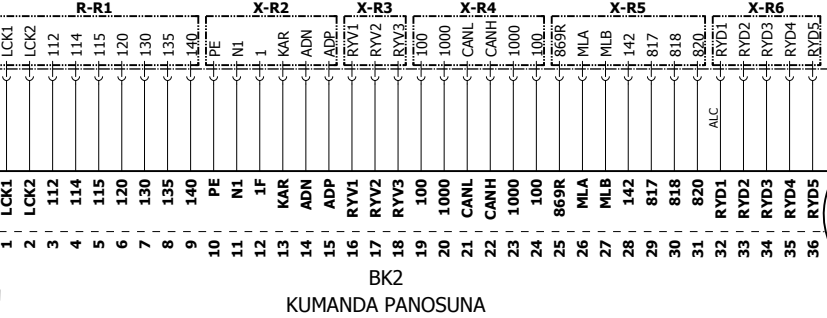 R-R1 X-R2 X-R3 X-R4 X-R5 X-R6
LCK1 LCK2 112 114 115 120 130 135 140 PE N1 1 KAR ADN ADP RYV1 RYV2 RYV3 100 1000 CANL CANH 1000 100 869R MLA MLB 142 817 818 820 RYD1 RYD2 RYD3 RYD4 RYD5
ALC
LCK1 LCK2 112 114 115 120 130 135 140 PE N1 1F KAR ADN ADP RYV1 RYV2 RYV3 100 1000 CANL CANH 1000 100 869R MLA MLB 142 817 818 820 RYD1 RYD2 RYD3 RYD4 RYD5
1 2 3 4 5 6 7 8 9 10 11 12 13 14 15 16 17 18 19 20 21 22 23 24 25 26 27 28 29 30 31 32 33 34 35 36
BK2
KUMANDA PANOSUNA